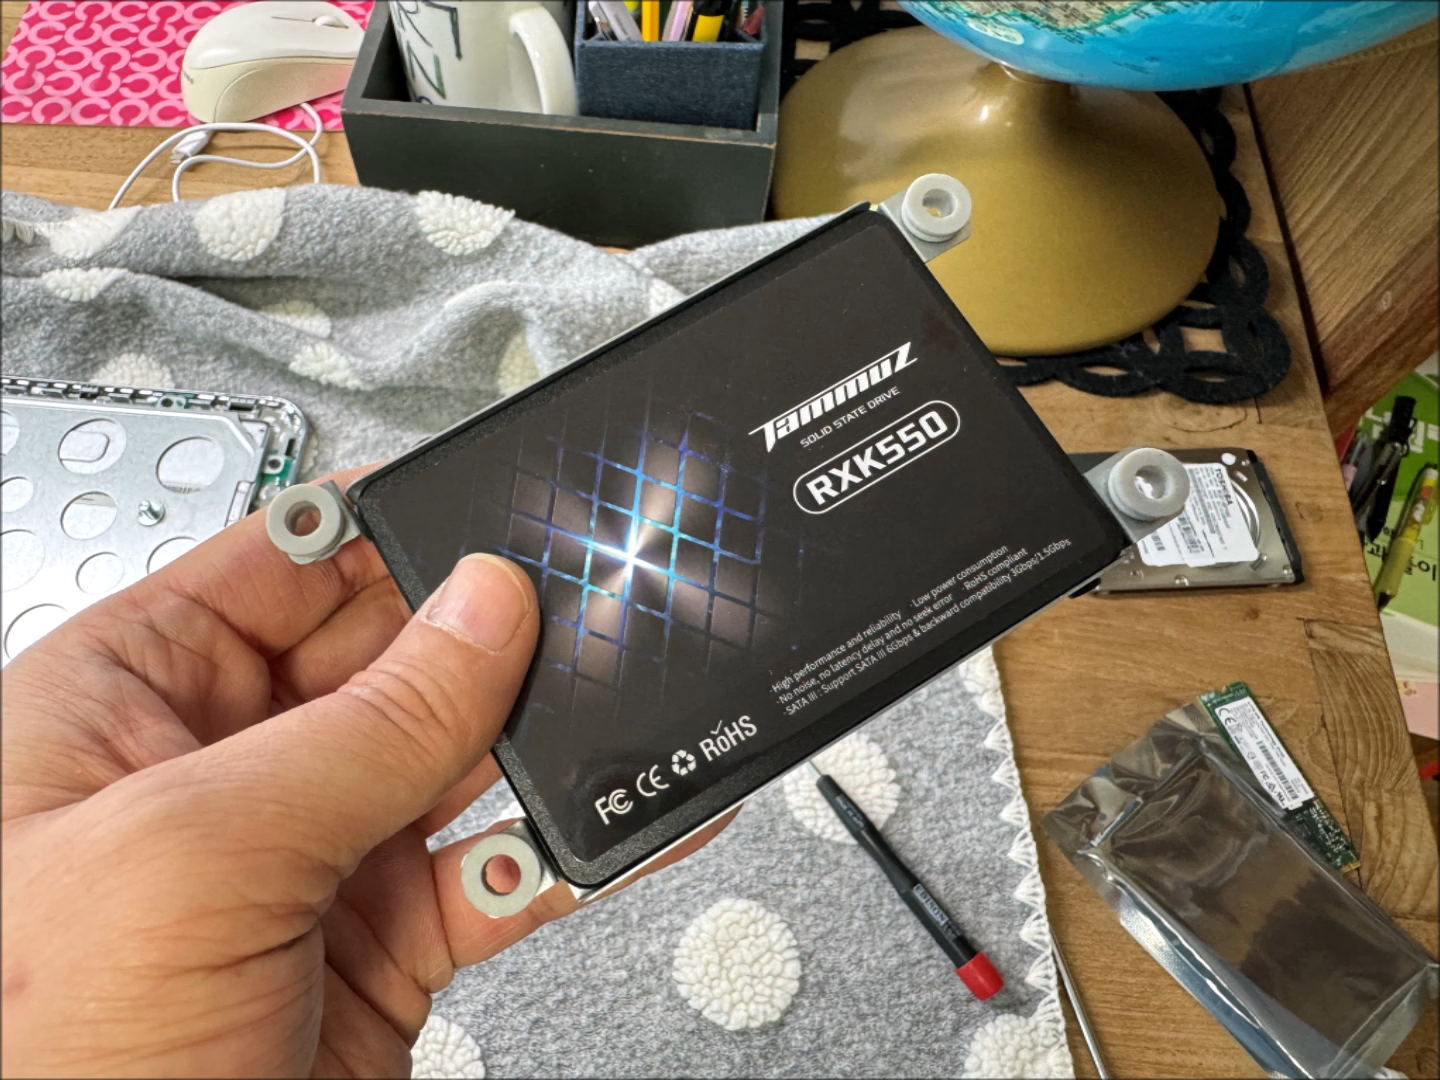 Tammuz
SOLID STATE DRIVE
RXK550
· High performance and reliability · Low power consumption
· No noise, no latency delay and no seek error · RoHS compliant
· SATA III : Support SATA III 6Gbps & backward compatibility 3Gbps/1.5Gbps
FC CE RoHS
TOSHIBA